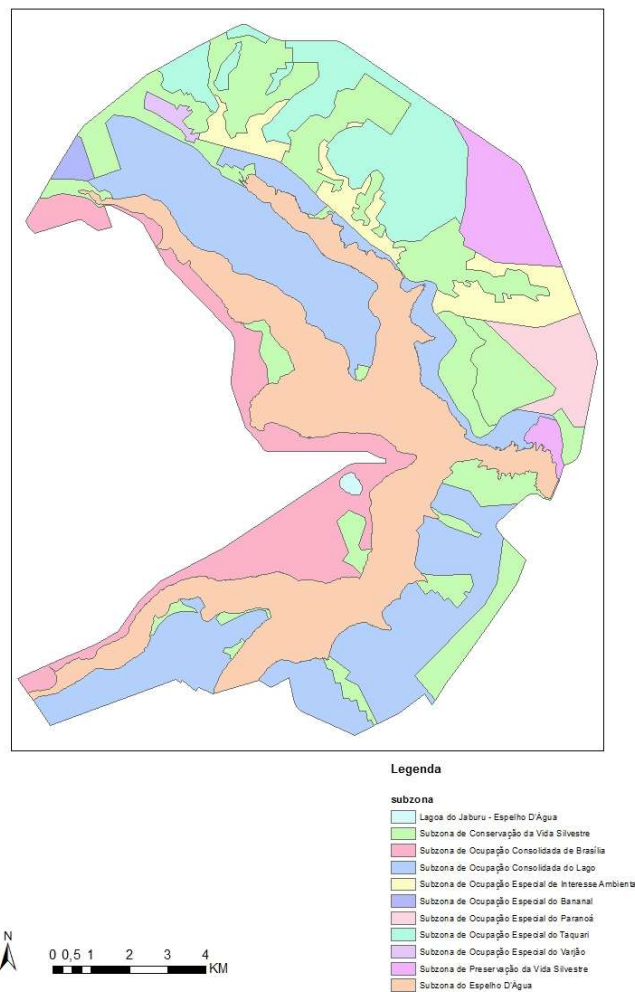 Legenda
subzona
Lagoa do Jaburu - Espelho D'Água
Subzona de Conservação da Vida Silvestre
Subzona de Ocupação Consolidada de Brasília
Subzona de Ocupação Consolidada do Lago
Subzona de Ocupação Especial de Interesse Ambienta
Subzona de Ocupação Especial do Bananal
Subzona de Ocupação Especial do Paranoá
Subzona de Ocupação Especial do Taquari
Subzona de Ocupação Especial do Varjão
Subzona de Preservação da Vida Silvestre
Subzona do Espelho D'Água
N
0 0,5 1 2 3 4
KM